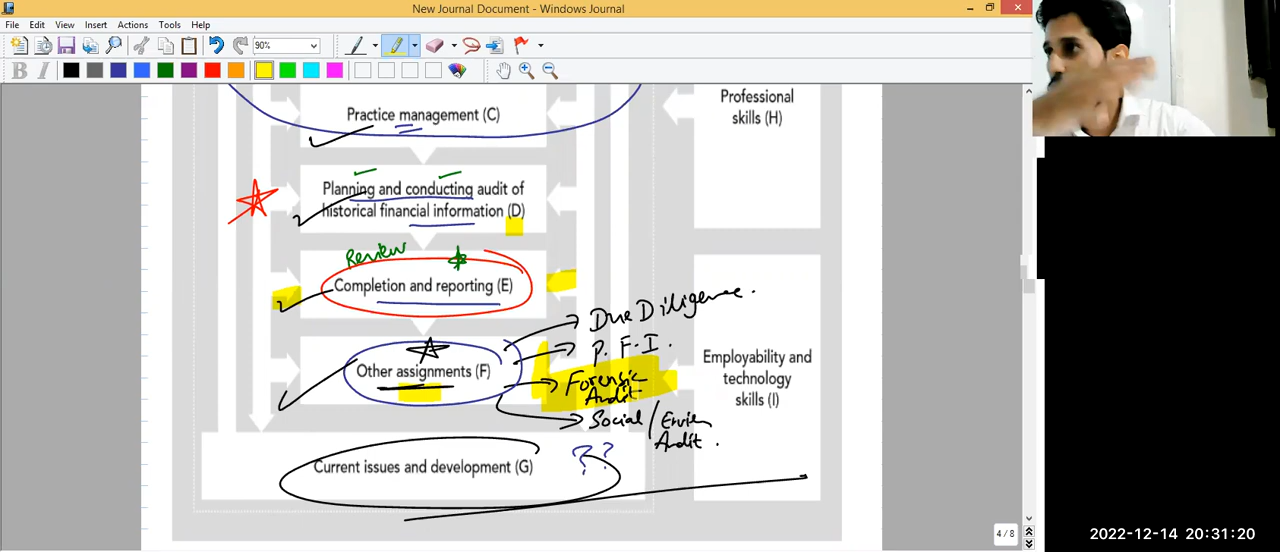 New Journal Document - Windows Journal
File Edit View Insert Actions Tools Help
90%
B I
Practice management (C)
Professional
skills (H)
Planning and conducting audit of
historical financial information (D)
Review
Completion and reporting (E)
Due Diligence.
P. F. I.
Other assignments (F)
Employability and
technology
skills (I)
Forensic
Audit
Social / Envirn
Audit.
Current issues and development (G)
??
4 / 8
2022-12-14 20:31:20